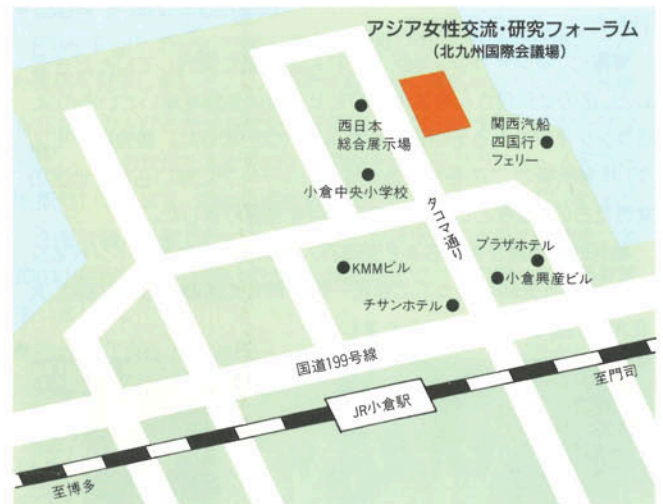 アジア女性交流・研究フォーラム
(北九州国際会議場)
西日本
総合展示場
関西汽船
四国行
フェリー
小倉中央小学校
タコマ通り
プラザホテル
KMMビル
小倉興産ビル
チサンホテル
国道199号線
至門司
JR小倉駅
至博多